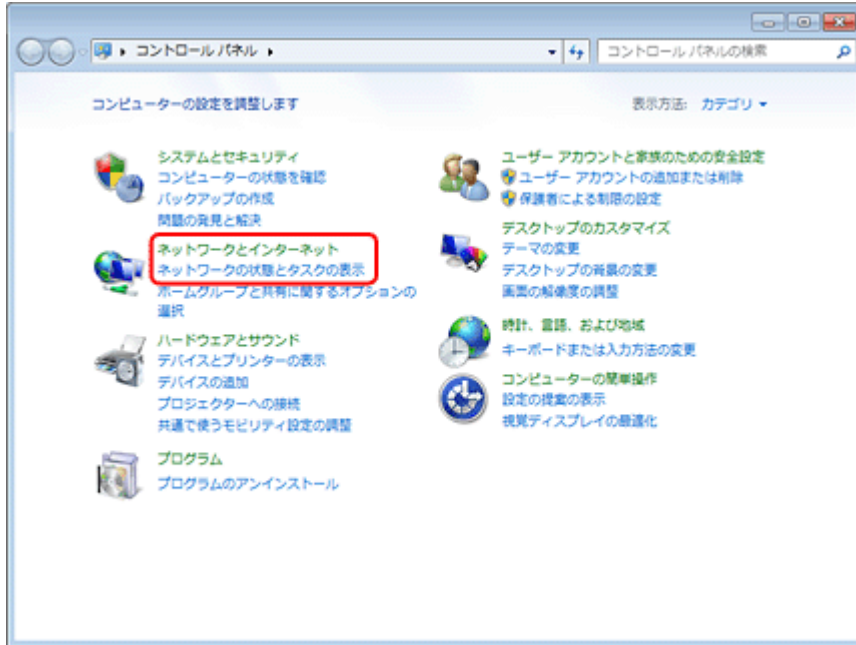 コントロール パネル
コントロール パネルの検索
コンピューターの設定を調整します
表示方法: カテゴリ
システムとセキュリティ
コンピューターの状態を確認
バックアップの作成
問題の発見と解決
ネットワークとインターネット
ネットワークの状態とタスクの表示
ホームグループと共有に関するオプションの
選択
ハードウェアとサウンド
デバイスとプリンターの表示
デバイスの追加
プロジェクターへの接続
共通で使うモビリティ設定の調整
プログラム
プログラムのアンインストール
ユーザー アカウントと家族のための安全設定
ユーザー アカウントの追加または削除
保護者による制限の設定
デスクトップのカスタマイズ
テーマの変更
デスクトップの背景の変更
画面の解像度の調整
時計、言語、および地域
キーボードまたは入力方法の変更
コンピューターの簡単操作
設定の提案の表示
視覚ディスプレイの最適化